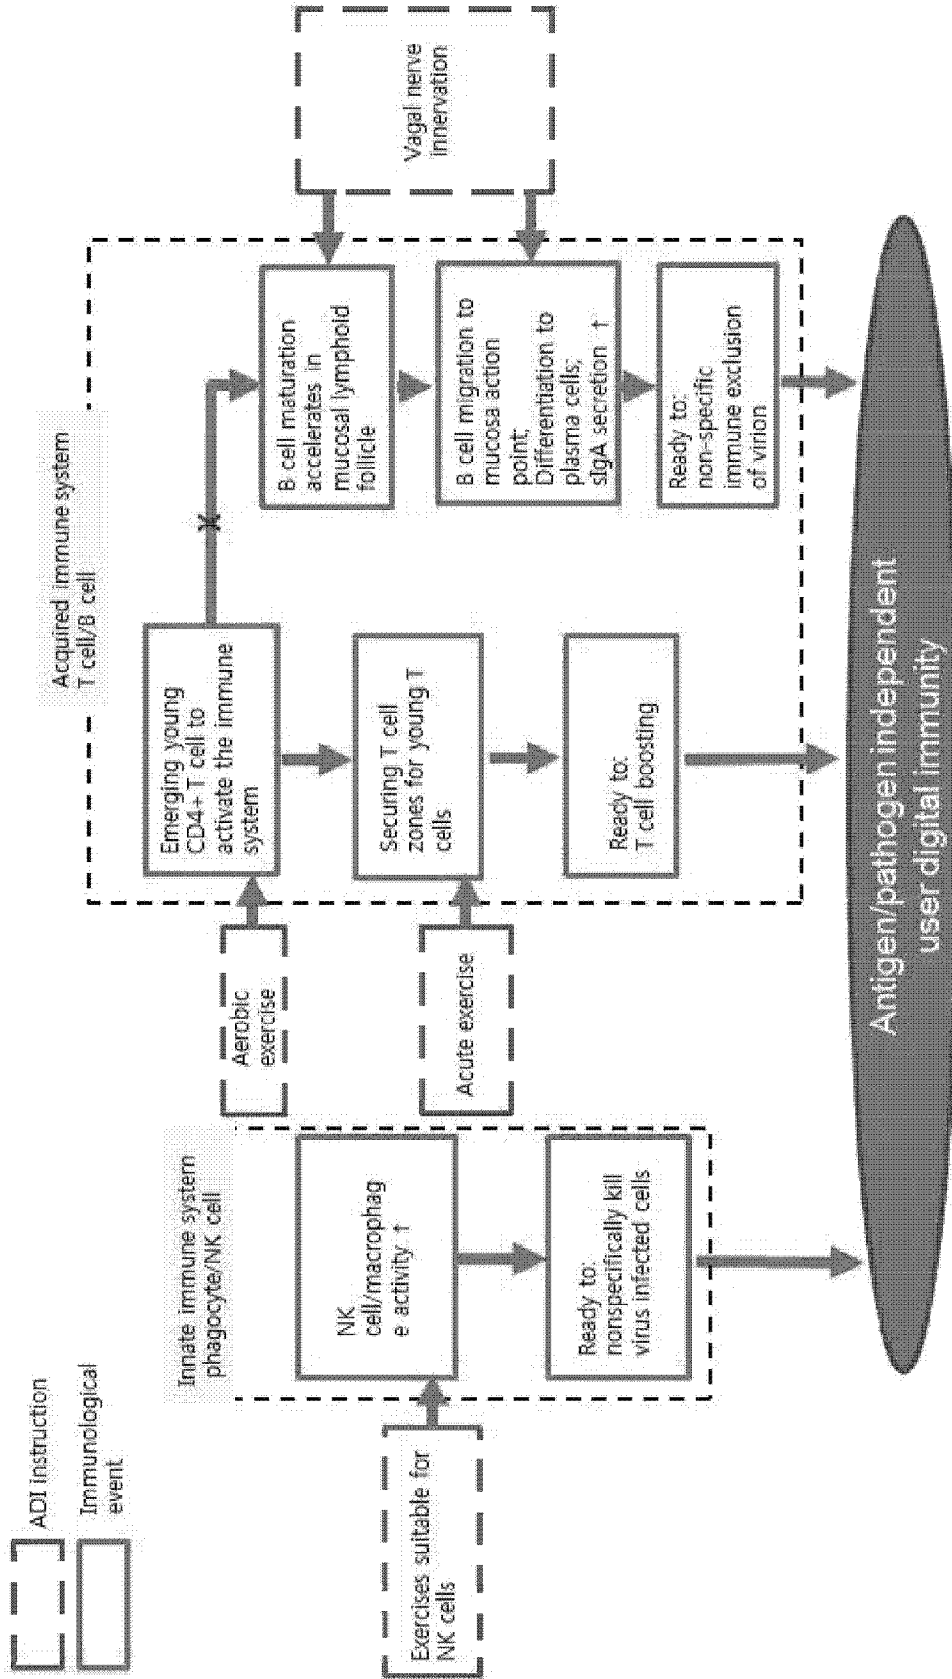 ADI instruction
Immunological
event
Innate immune system
phagocyte/NK cell
Exercises suitable for
NK cells
NK
cell/macrophag
e activity ↑
Ready to:
nonspecifically kill
virus infected cells
Acquired immune system
T cell/B cell
Aerobic
exercise
Acute exercise
Emerging young
CD4+ T cell to
activate the immune
system
Securing T cell
zones for young T
cells
Ready to:
T cell boosting
X
B cell maturation
accelerates in
mucosal lymphoid
follicle
B cell migration to
mucosa action
point;
Differentiation to
plasma cells;
sIgA secretion ↑
Ready to:
non-specific
immune exclusion
of virion
Vagal nerve
innervation
Antigen/pathogen independent
user digital immunity